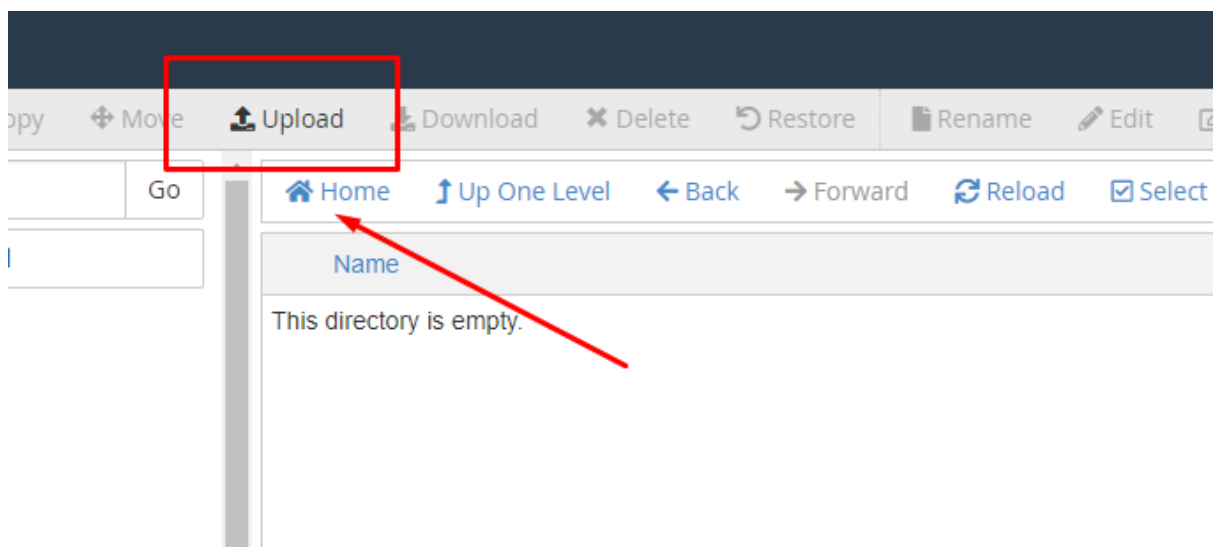 Move Upload Download Delete Restore Rename Edit
Go Home Up One Level Back Forward Reload Select
Name
This directory is empty.